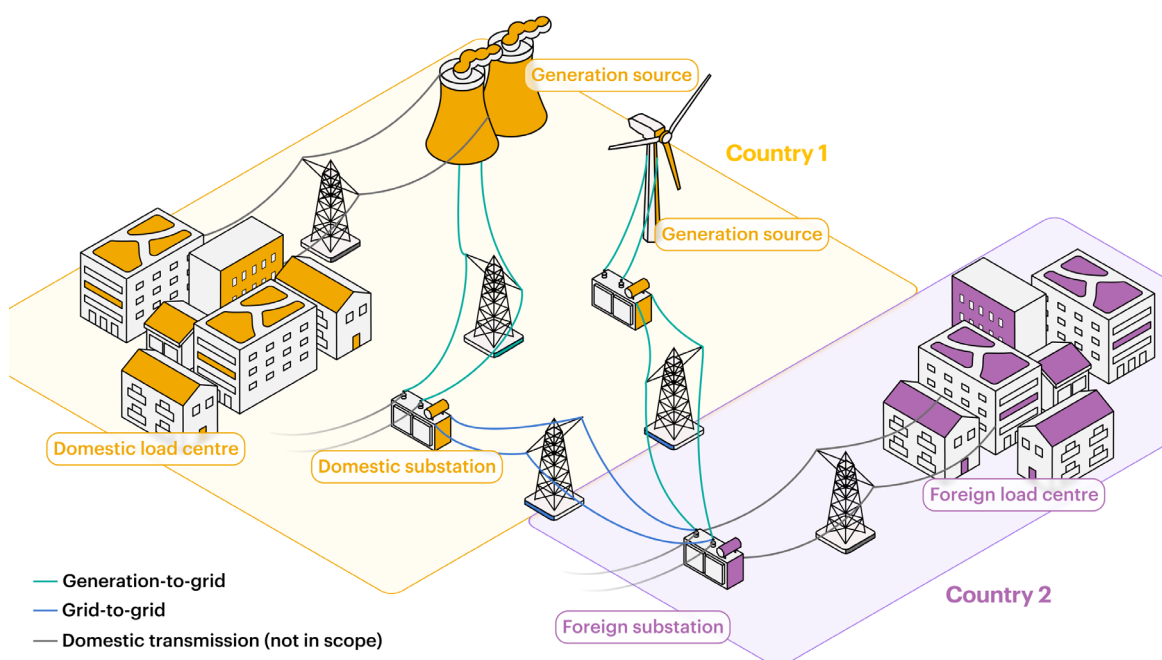 Generation source
Country 1
Generation source
Domestic load centre
Domestic substation
Foreign load centre
Generation-to-grid
Grid-to-grid
Domestic transmission (not in scope)
Country 2
Foreign substation